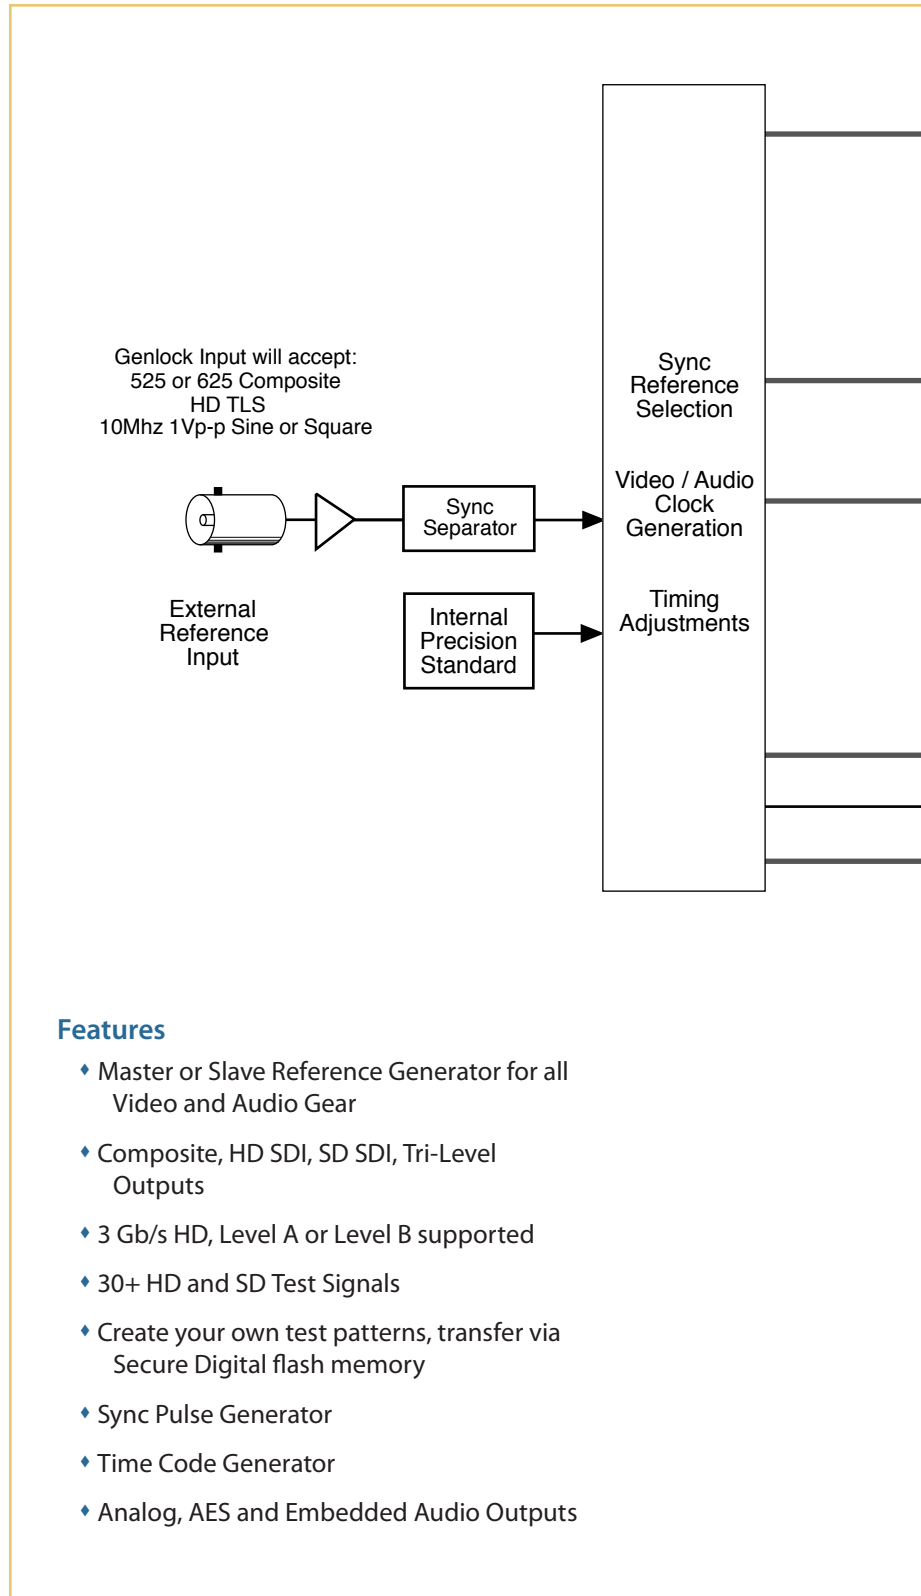 Genlock Input will accept:
525 or 625 Composite
HD TLS
10Mhz 1Vp-p Sine or Square
Sync
Reference
Selection
Video / Audio
Clock
Generation
Timing
Adjustments
Sync
Separator
External
Reference
Input
Internal
Precision
Standard
Features
Master or Slave Reference Generator for all
Video and Audio Gear
Composite, HD SDI, SD SDI, Tri-Level
Outputs
3 Gb/s HD, Level A or Level B supported
30+ HD and SD Test Signals
Create your own test patterns, transfer via
Secure Digital flash memory
Sync Pulse Generator
Time Code Generator
Analog, AES and Embedded Audio Outputs